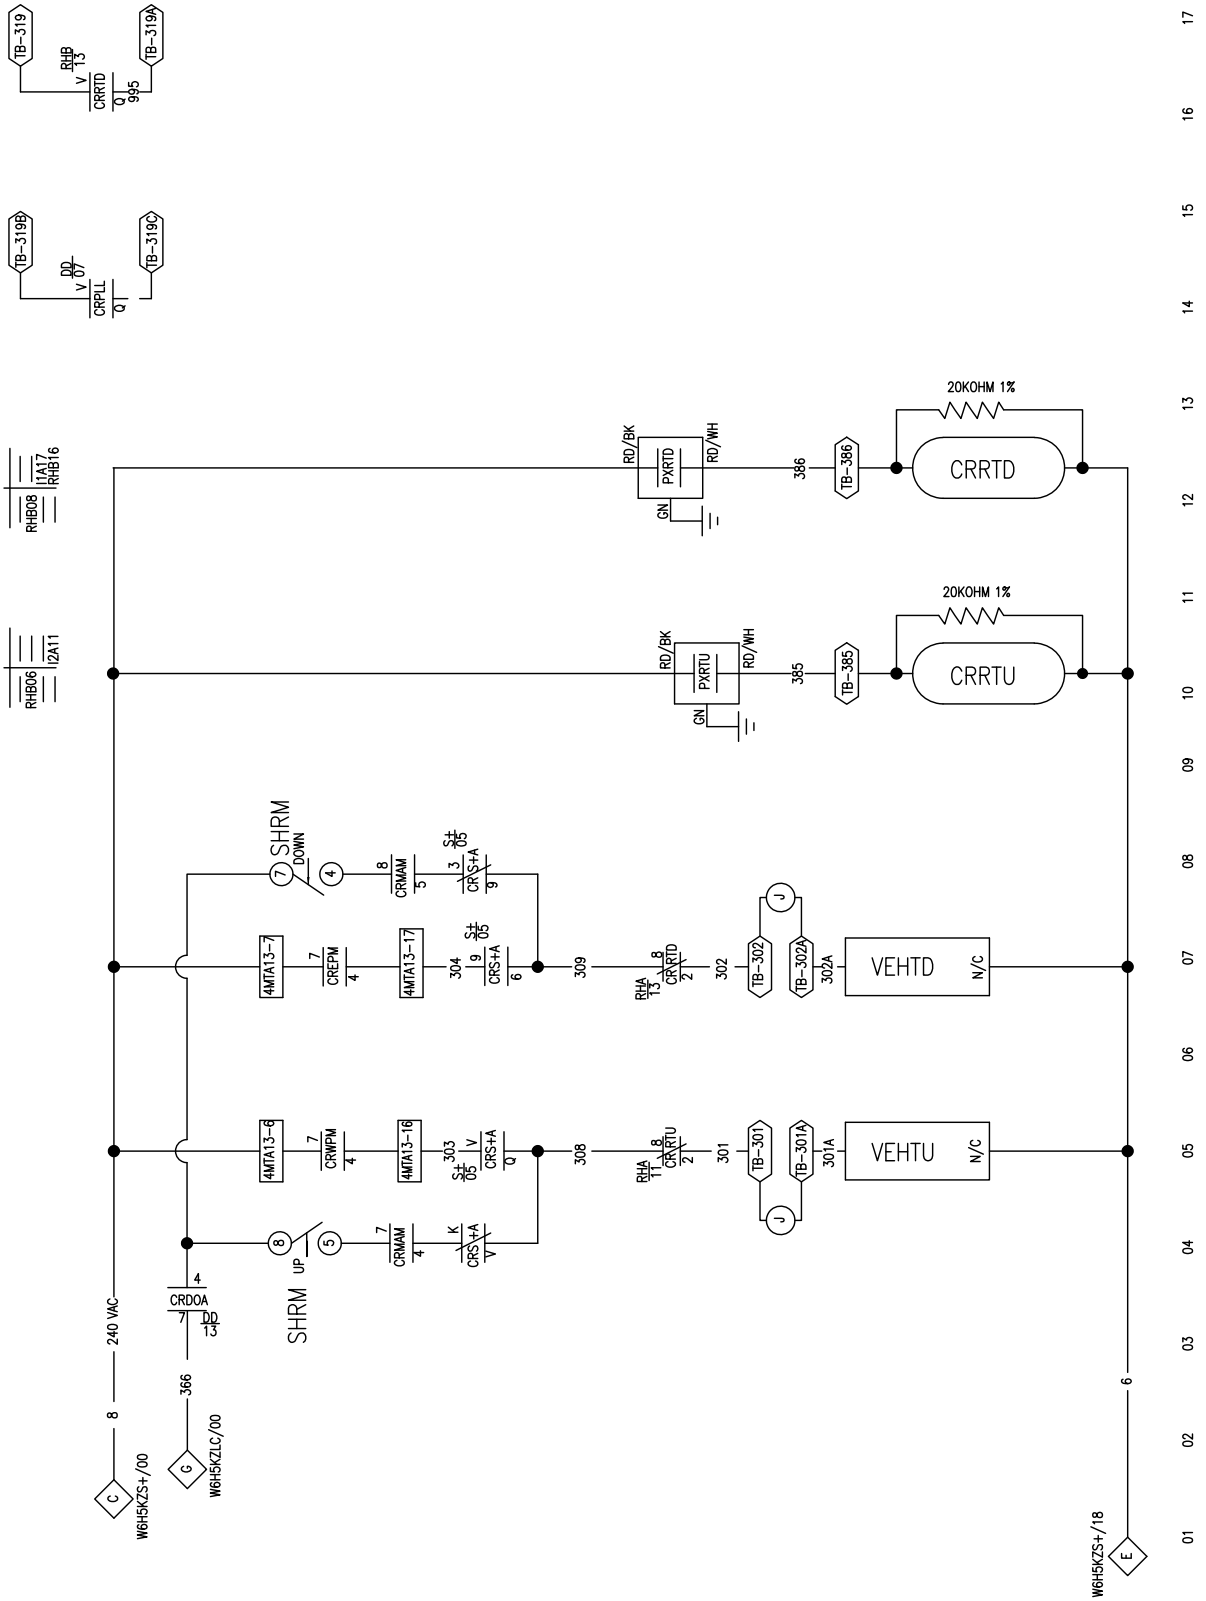 TB-319
TB-319A
RHB
13
V
CRRTD
Q
995
TB-319B
TB-319C
DD
07
V
CRPLL
Q
RHB08
I1A17
RHB16
RHB06
I2A11
20KOHM 1%
RD/BK
PXRTD
RD/WH
GN
386
TB-386
CRRTD
20KOHM 1%
RD/BK
PXRTU
RD/WH
GN
385
TB-385
CRRTU
SHRM
DOWN
7
4
8
CRMAM
5
S+
05
3
CRS+A
9
4MTA13-7
7
CREPM
4
4MTA13-17
304
S+
05
9
CRS+A
6
309
RHA
13
8
CRRTD
2
302
TB-302
J
TB-302A
302A
VEHTD
N/C
4MTA13-6
7
CRWPM
4
4MTA13-16
303
S+
05
V
CRS+A
Q
308
RHA
11
8
CRRTU
2
301
TB-301
J
TB-301A
301A
VEHTU
N/C
8
UP
5
SHRM
7
CRMAM
4
K
CRS+A
V
4
CRDOA
7
DD
13
366
G
W6H5KZLC/00
240 VAC
8
C
W6H5KZS+/00
6
E
W6H5KZS+/18
17
16
15
14
13
12
11
10
09
08
07
06
05
04
03
02
01